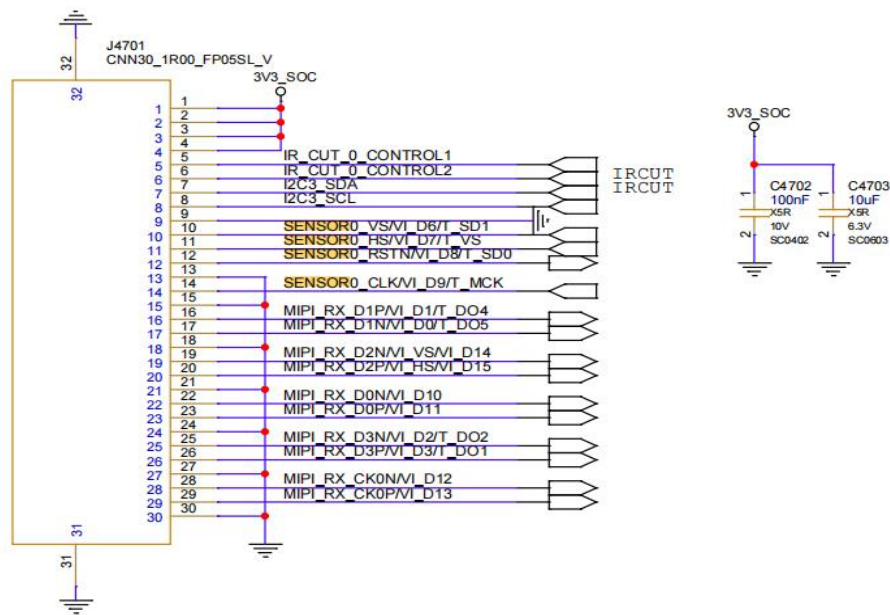 J4701
CNN30_1R00_FP05SL_V
32
32
3V3_SOC
1 1
2 2
3 3
4 4
5 5 IR_CUT_0_CONTROL1
6 6 IR_CUT_0_CONTROL2 IRCUT
7 7 I2C3_SDA IRCUT
8 8 I2C3_SCL
9 9
10 10 SENSOR0_VS/VI_D6/T_SD1
11 11 SENSOR0_HS/VI_D7/T_VS
12 12 SENSOR0_RSTN/VI_D8/T_SD0
13 13
14 14 SENSOR0_CLK/VI_D9/T_MCK
15 15
16 16 MIPI_RX_D1P/VI_D1/T_DO4
17 17 MIPI_RX_D1N/VI_D0/T_DO5
18 18
19 19 MIPI_RX_D2N/VI_VS/VI_D14
20 20 MIPI_RX_D2P/VI_HS/VI_D15
21 21
22 22 MIPI_RX_D0N/VI_D10
23 23 MIPI_RX_D0P/VI_D11
24 24
25 25 MIPI_RX_D3N/VI_D2/T_DO2
26 26 MIPI_RX_D3P/VI_D3/T_DO1
27 27
28 28 MIPI_RX_CK0N/VI_D12
29 29 MIPI_RX_CK0P/VI_D13
30 30
31
31
3V3_SOC
1
C4702
100nF
X5R
10V
SC0402
2
1
C4703
10uF
X5R
6.3V
SC0603
2